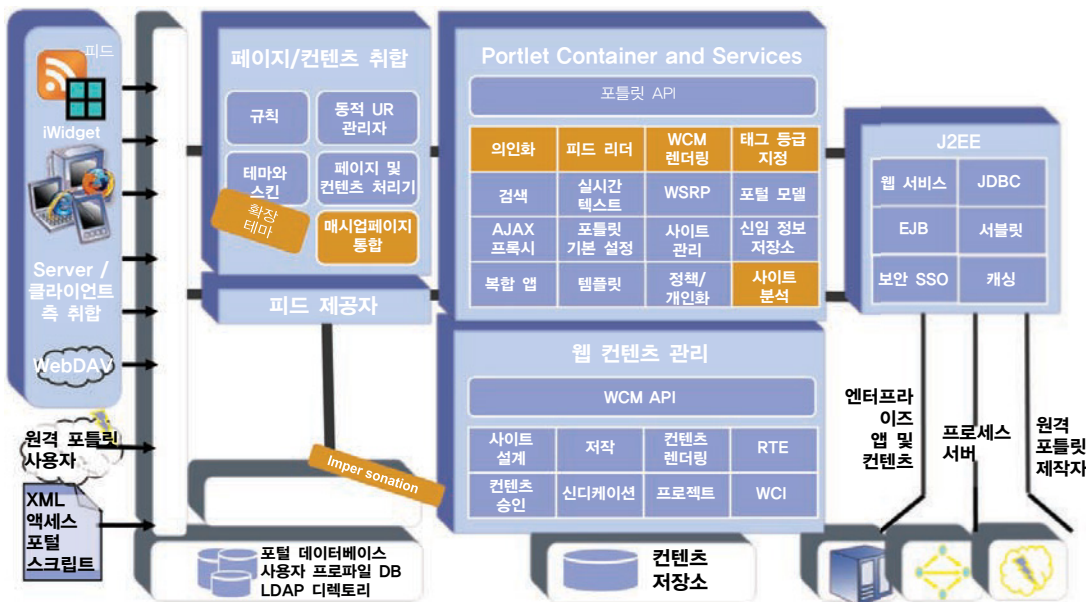 피드
iWidget
Server /
클라이언트
측 취합
WebDAV
원격 포틀릿
사용자
XML
액세스
포털
스크립트
페이지/컨텐츠 취합
규칙
동적 UR
관리자
테마와
스킨
페이지 및
컨텐츠 처리기
확장
테마
매시업페이지
통합
피드 제공자
Imper sonation
포털 데이터베이스
사용자 프로파일 DB
LDAP 디렉토리
Portlet Container and Services
포틀릿 API
의인화
피드 리더
WCM
렌더링
태그 등급
지정
검색
실시간
텍스트
WSRP
포털 모델
AJAX
프록시
포틀릿
기본 설정
사이트
관리
신임 정보
저장소
복합 앱
템플릿
정책/
개인화
사이트
분석
웹 컨텐츠 관리
WCM API
사이트
설계
저작
컨텐츠
렌더링
RTE
컨텐츠
승인
신디케이션
프로젝트
WCI
컨텐츠
저장소
J2EE
웹 서비스
JDBC
EJB
서블릿
보안 SSO
캐싱
엔터프라
이즈
앱 및
컨텐츠
프로세스
서버
원격
포틀릿
제작자